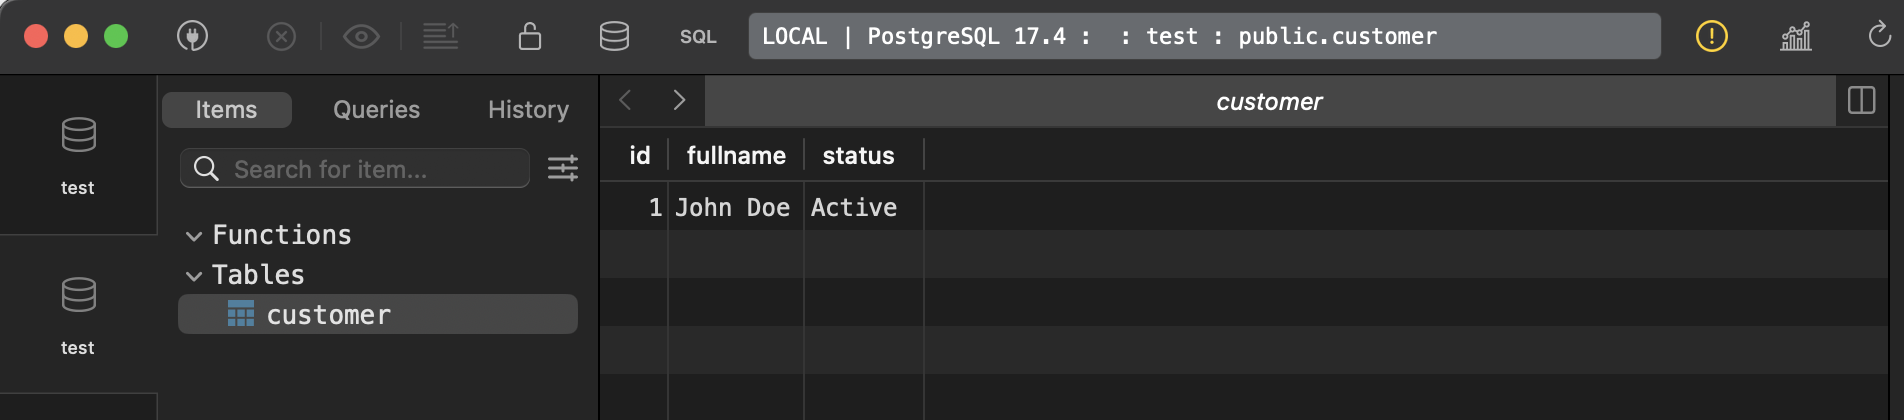 SQL
LOCAL | PostgreSQL 17.4 :  : test : public.customer
test
test
Items Queries History
Search for item...
Functions
Tables
customer
customer
id fullname status
1 John Doe Active